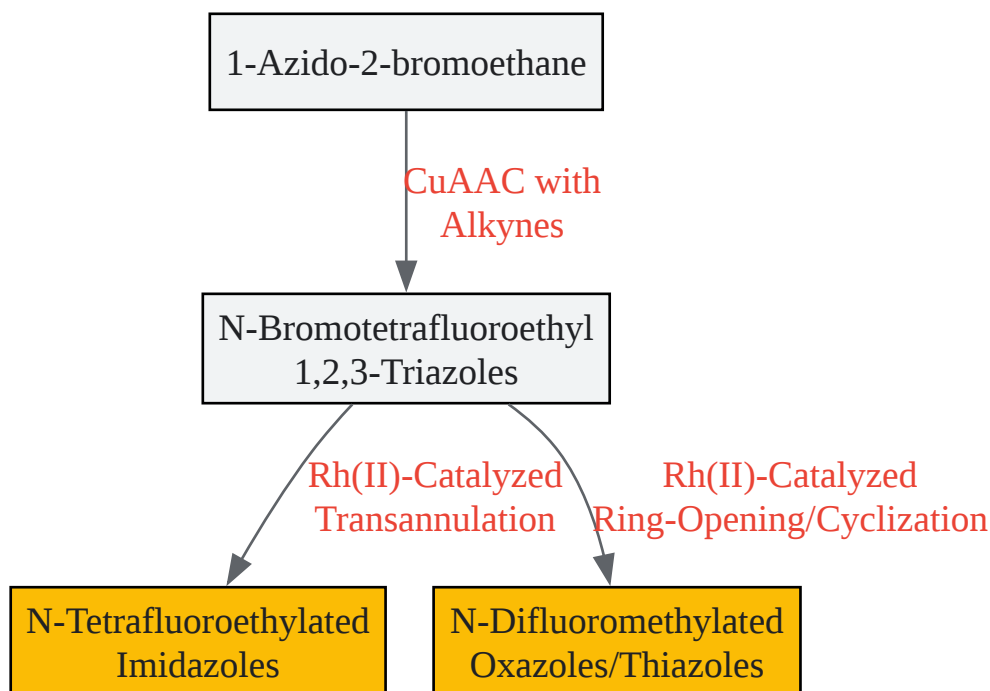 1-Azido-2-bromoethane
CuAAC with
Alkynes
N-Bromotetrafluoroethyl
1,2,3-Triazoles
Rh(II)-Catalyzed
Transannulation
Rh(II)-Catalyzed
Ring-Opening/Cyclization
N-Tetrafluoroethylated
Imidazoles
N-Difluoromethylated
Oxazoles/Thiazoles